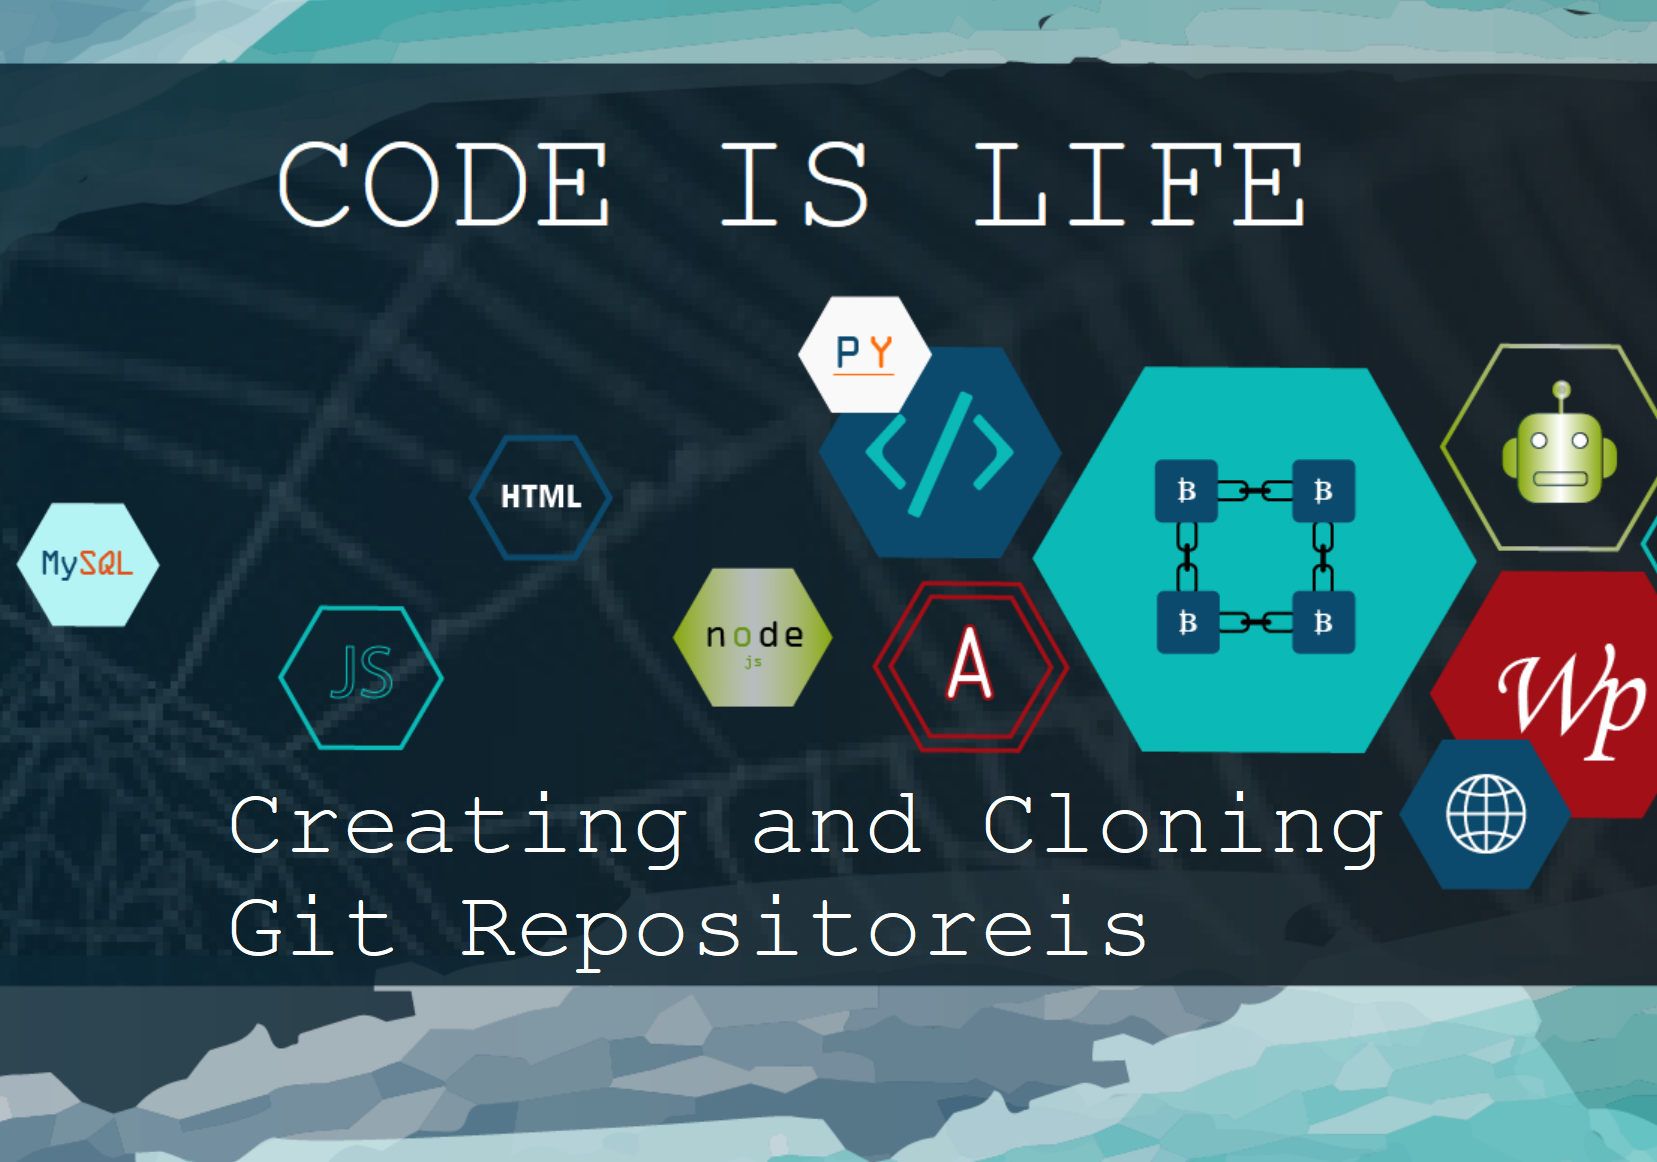 CODE IS LIFE
PY
HTML
MySQL
JS
node
js
A
₿ ₿
₿ ₿
Wp
Creating and Cloning
Git Repositoreis